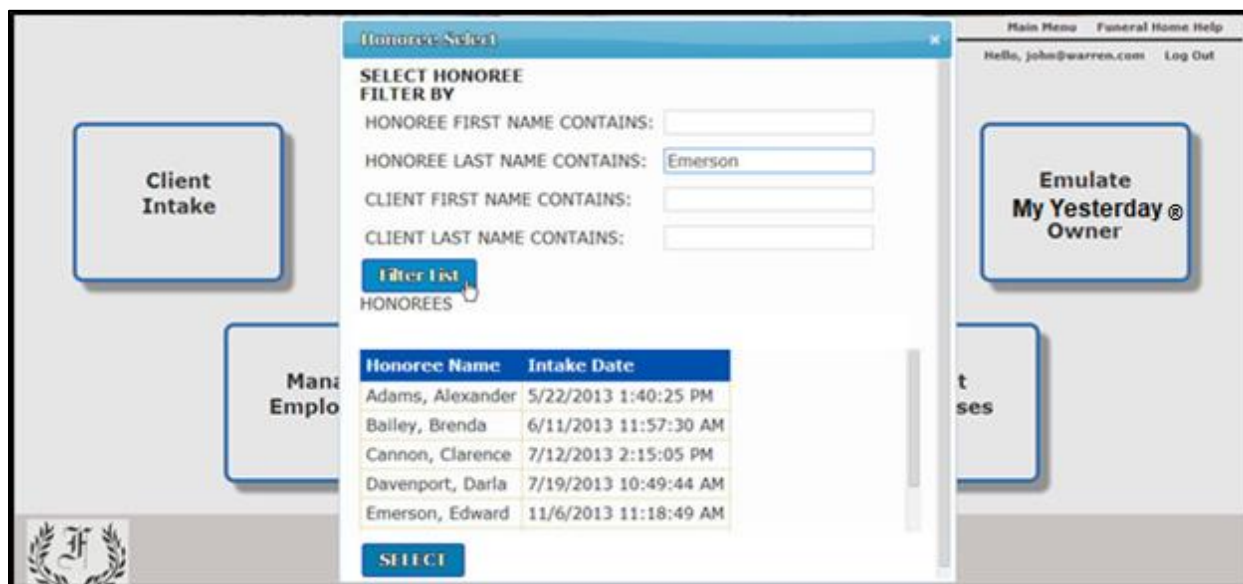 Main Menu Funeral Home Help
Hello, john@warren.com Log Out
Honoree Select
SELECT HONOREE
FILTER BY
HONOREE FIRST NAME CONTAINS:
HONOREE LAST NAME CONTAINS: Emerson
CLIENT FIRST NAME CONTAINS:
CLIENT LAST NAME CONTAINS:
Filter List
HONOREES
Honoree Name Intake Date
Adams, Alexander 5/22/2013 1:40:25 PM
Bailey, Brenda 6/11/2013 11:57:30 AM
Cannon, Clarence 7/12/2013 2:15:05 PM
Davenport, Darla 7/19/2013 10:49:44 AM
Emerson, Edward 11/6/2013 11:18:49 AM
SELECT
Client
Intake
Emulate
My Yesterday ®
Owner
Mana
Emplo
t
ses
F